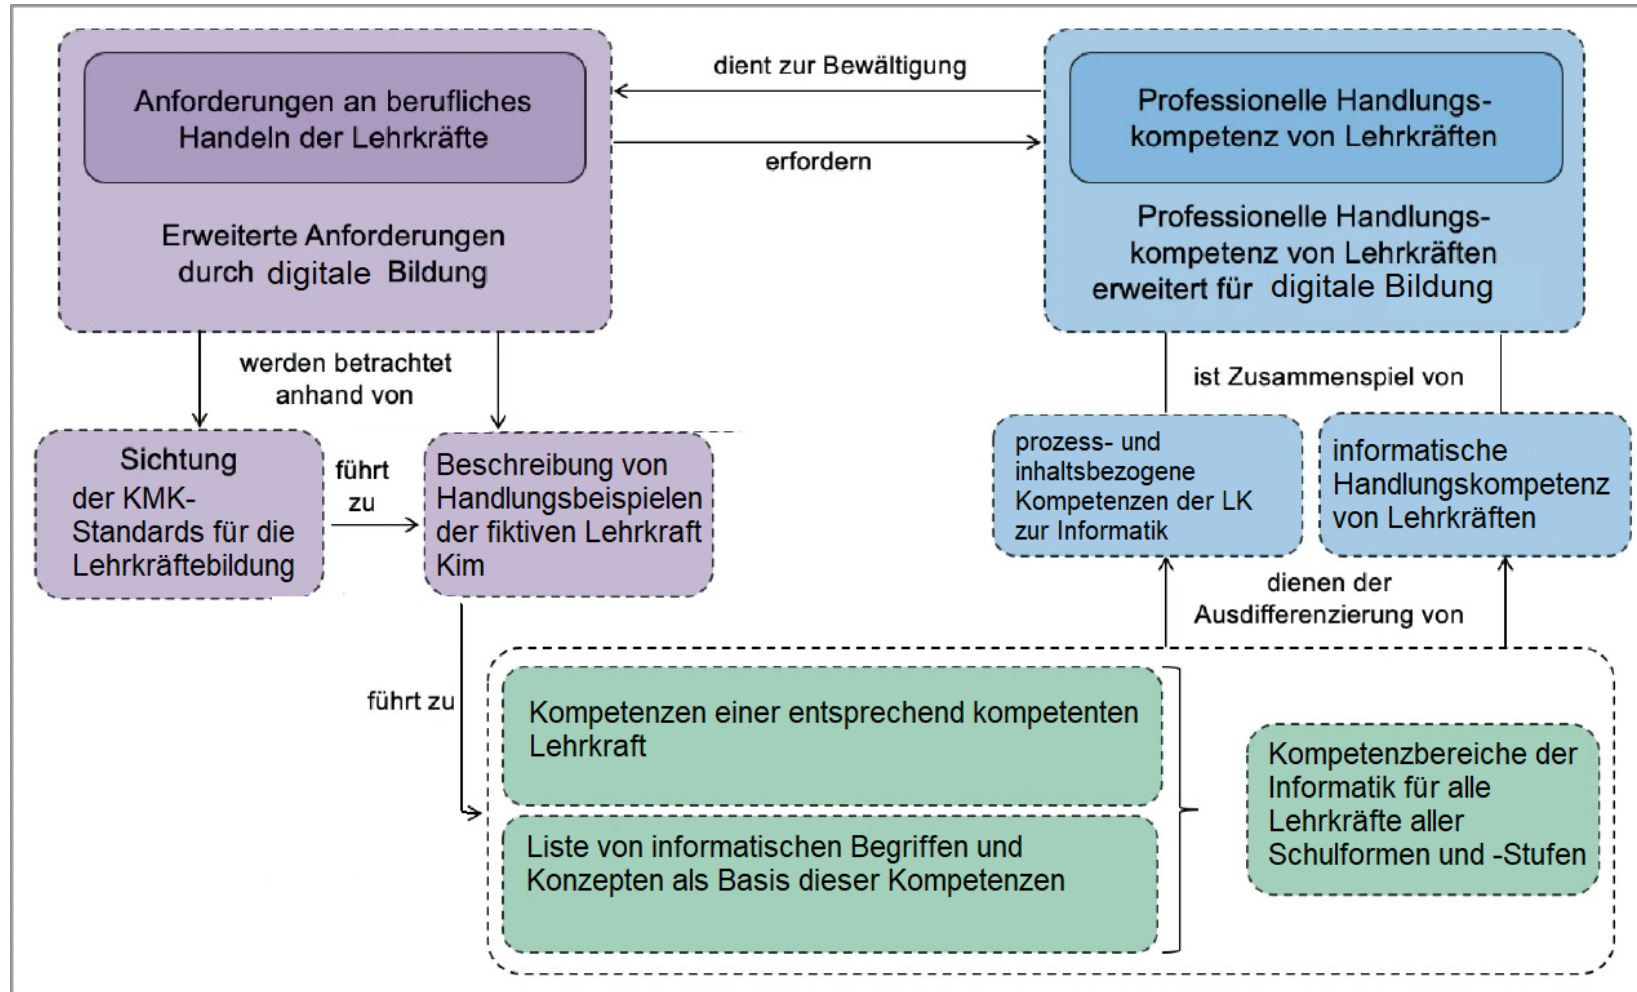 Anforderungen an berufliches
Handeln der Lehrkräfte
Erweiterte Anforderungen
durch digitale Bildung
dient zur Bewältigung
erfordern
Professionelle Handlungs-
kompetenz von Lehrkräften
Professionelle Handlungs-
kompetenz von Lehrkräften
erweitert für digitale Bildung
werden betrachtet
anhand von
ist Zusammenspiel von
Sichtung
der KMK-
Standards für die
Lehrkräftebildung
führt
zu
Beschreibung von
Handlungsbeispielen
der fiktiven Lehrkraft
Kim
prozess- und
inhaltsbezogene
Kompetenzen der LK
zur Informatik
informatische
Handlungskompetenz
von Lehrkräften
dienen der
Ausdifferenzierung von
führt zu
Kompetenzen einer entsprechend kompetenten
Lehrkraft
Liste von informatischen Begriffen und
Konzepten als Basis dieser Kompetenzen
Kompetenzbereiche der
Informatik für alle
Lehrkräfte aller
Schulformen und -Stufen